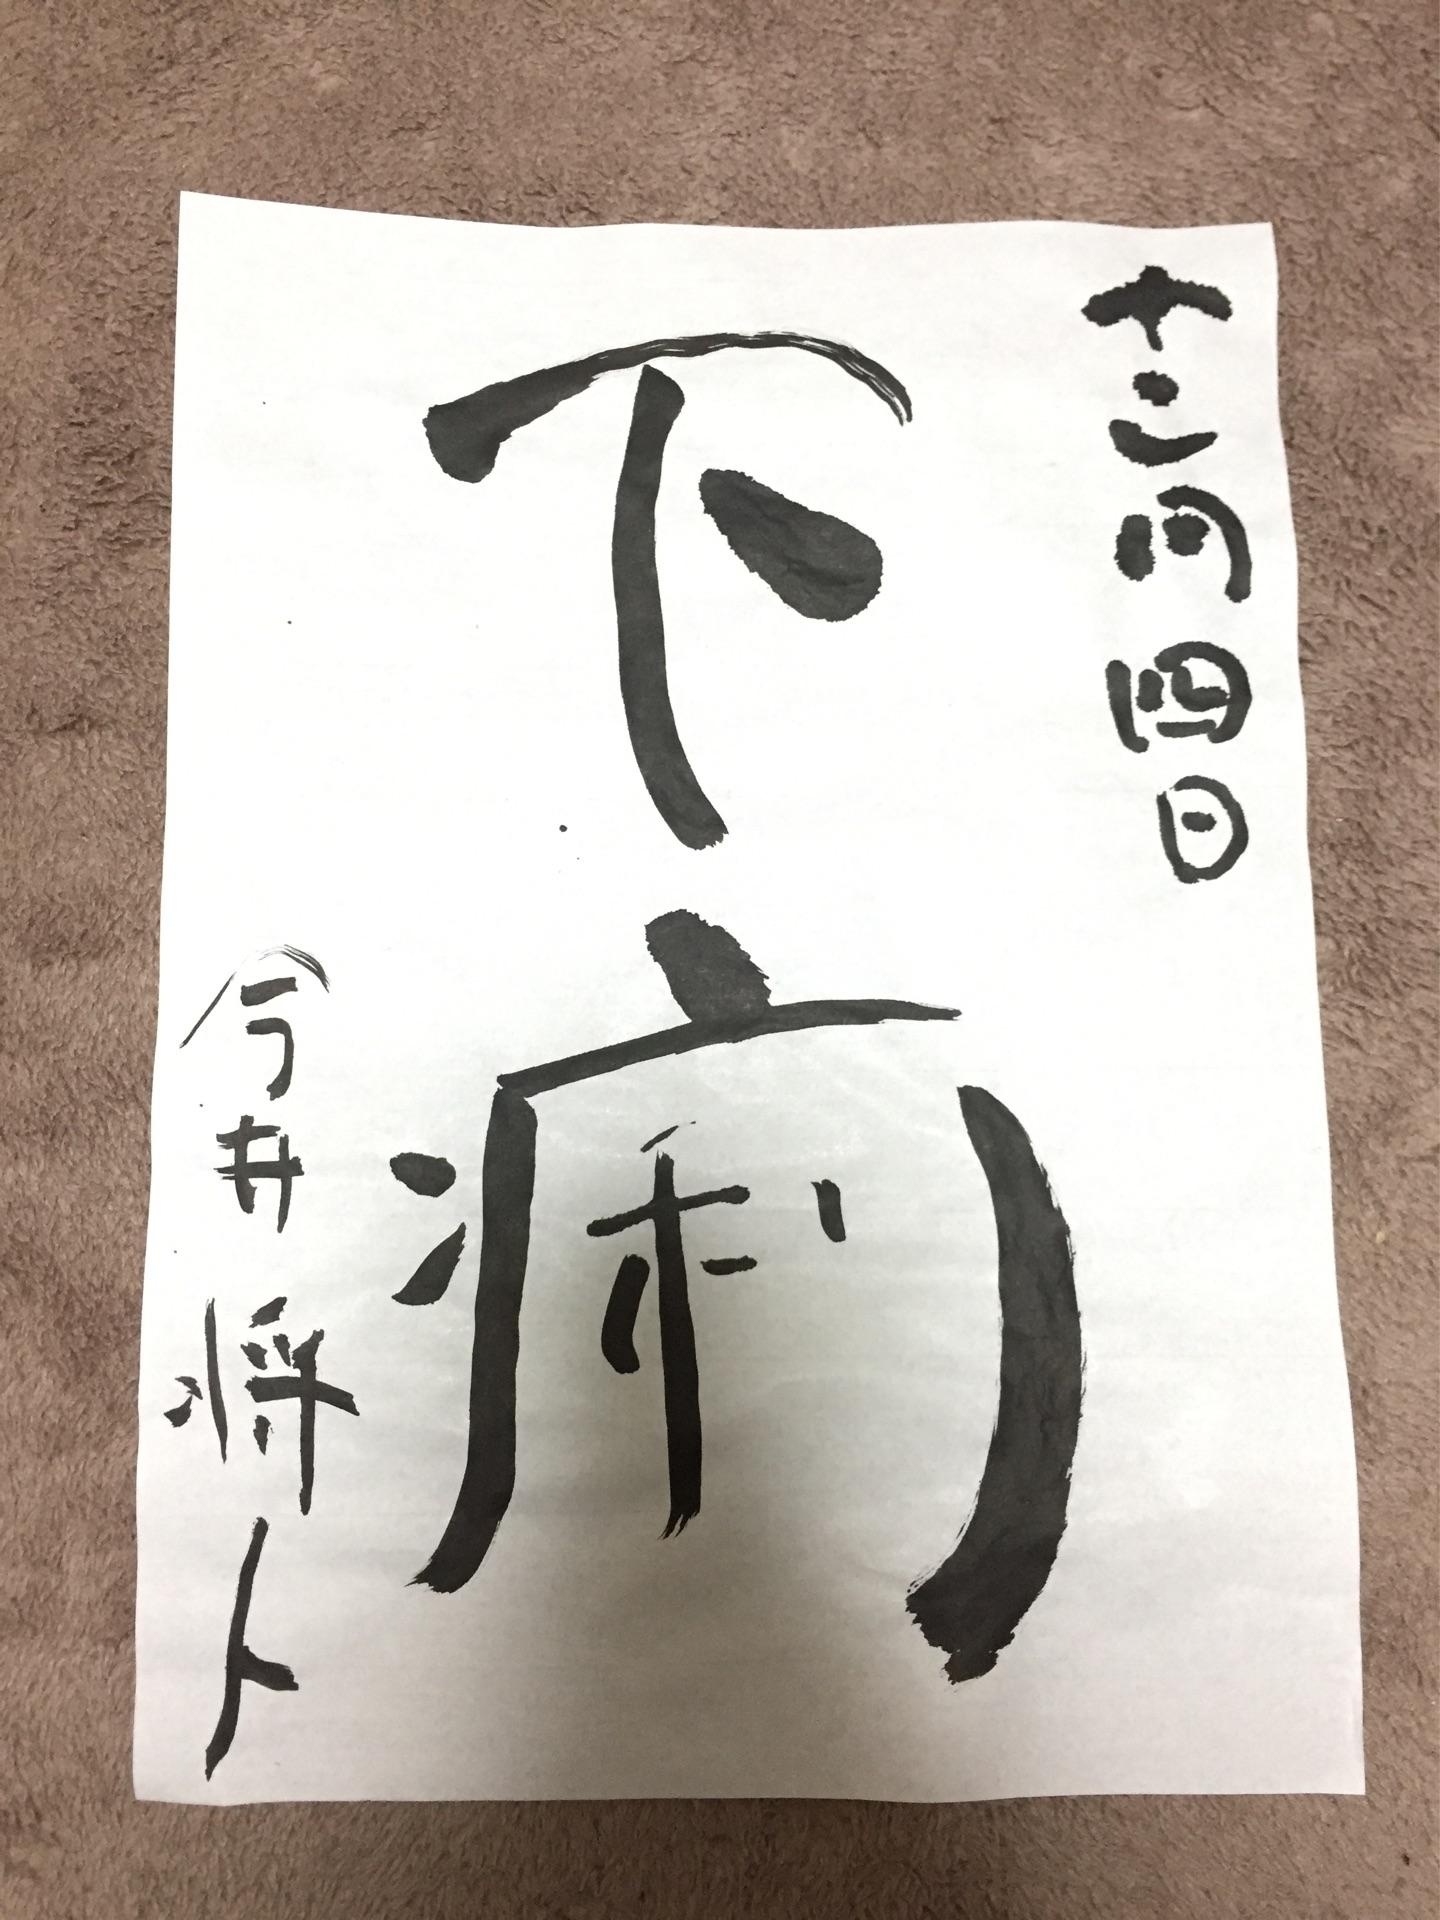 十二月四日
下痢
今井将人